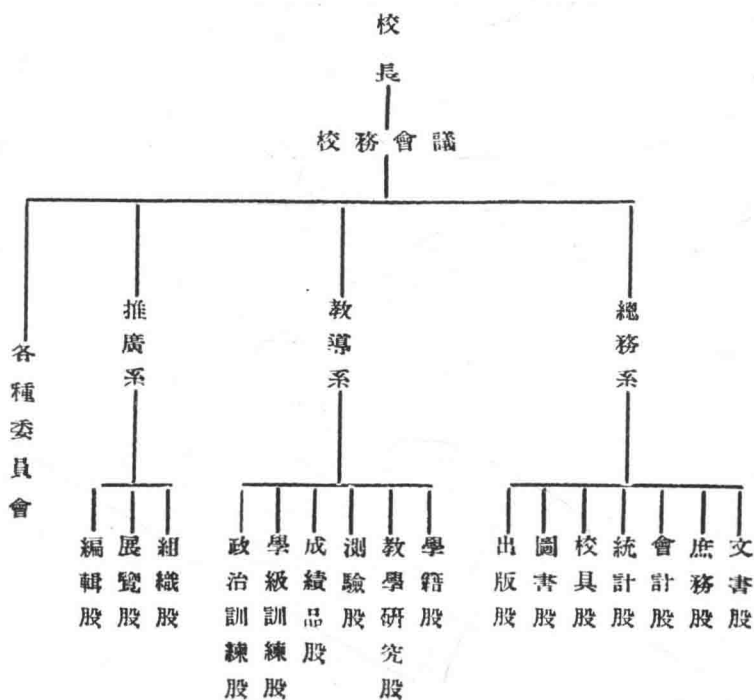 校長
校務會議
總務系
教導系
推廣系
各種委員會
文書股
庶務股
會計股
統計股
校具股
圖書股
出版股
學籍股
教學研究股
測驗股
成績品股
學級訓練股
政治訓練股
組織股
展覽股
編輯股